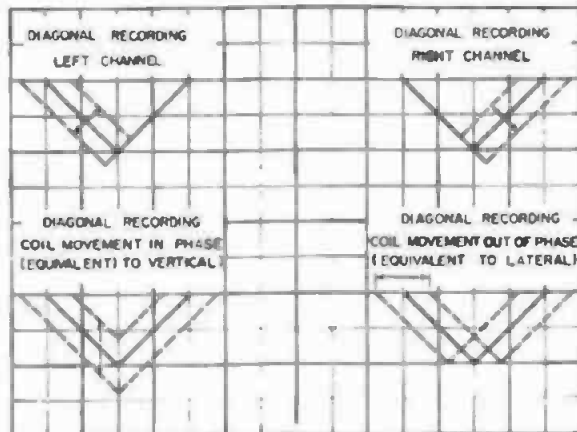 DIAGONAL RECORDING
LEFT CHANNEL
DIAGONAL RECORDING
RIGHT CHANNEL
DIAGONAL RECORDING
COIL MOVEMENT IN PHASE
(EQUIVALENT) TO VERTICAL)
DIAGONAL RECORDING
COIL MOVEMENT OUT OF PHASE
(EQUIVALENT TO LATERAL)